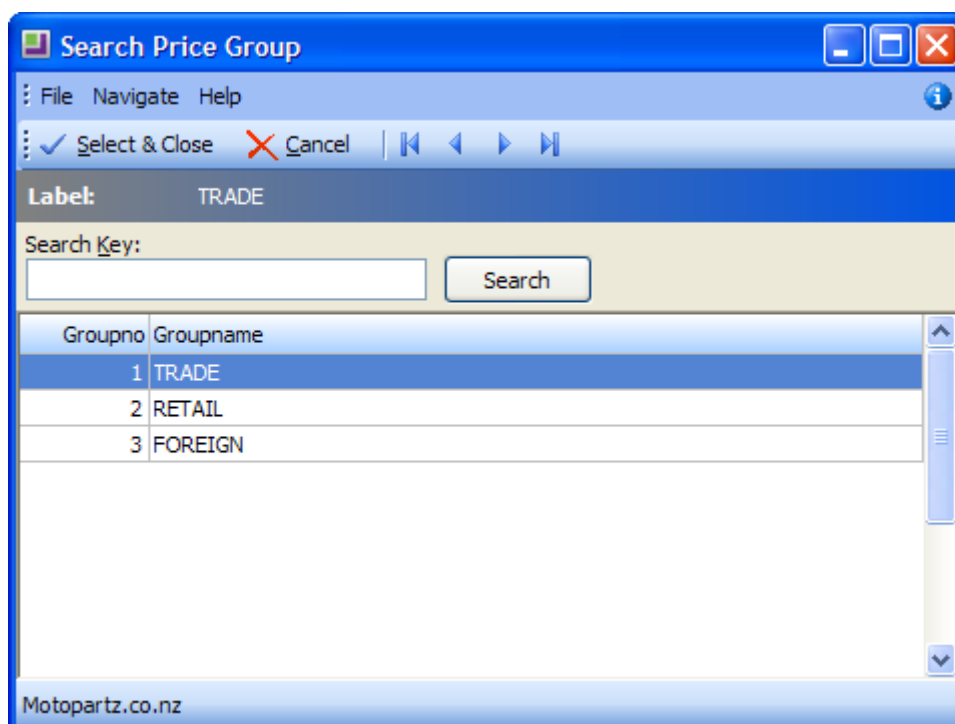 Search Price Group
File Navigate Help
Select & Close Cancel
Label: TRADE
Search Key:
Search
Groupno Groupname
1 TRADE
2 RETAIL
3 FOREIGN
Motopartz.co.nz